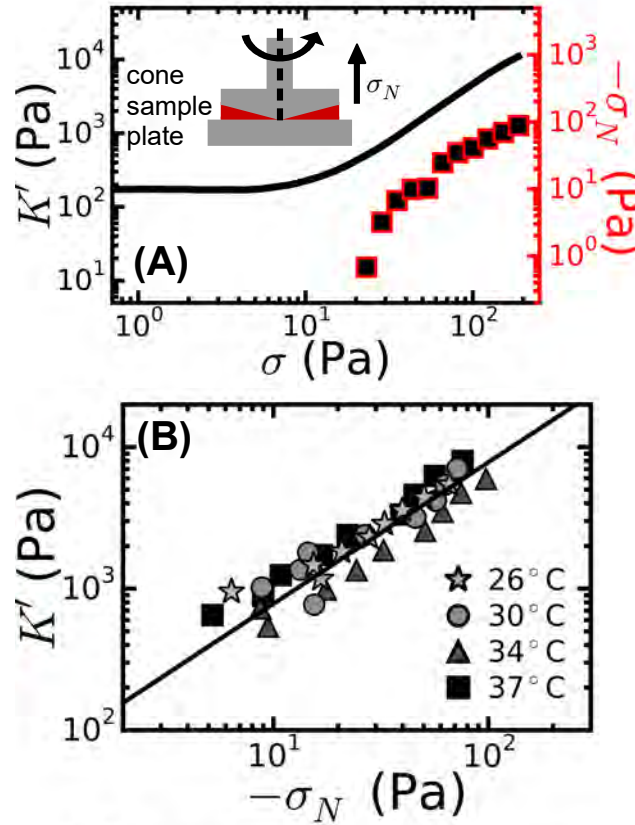 10^4
10^3
10^2
10^1
K′ (Pa)
cone
sample
plate
σ_N
(A)
10^3
10^2
10^1
10^0
−σ_N (Pa)
10^0
10^1
10^2
σ (Pa)
(B)
10^4
10^3
10^2
K′ (Pa)
26°C
30°C
34°C
37°C
10^1
10^2
−σ_N (Pa)